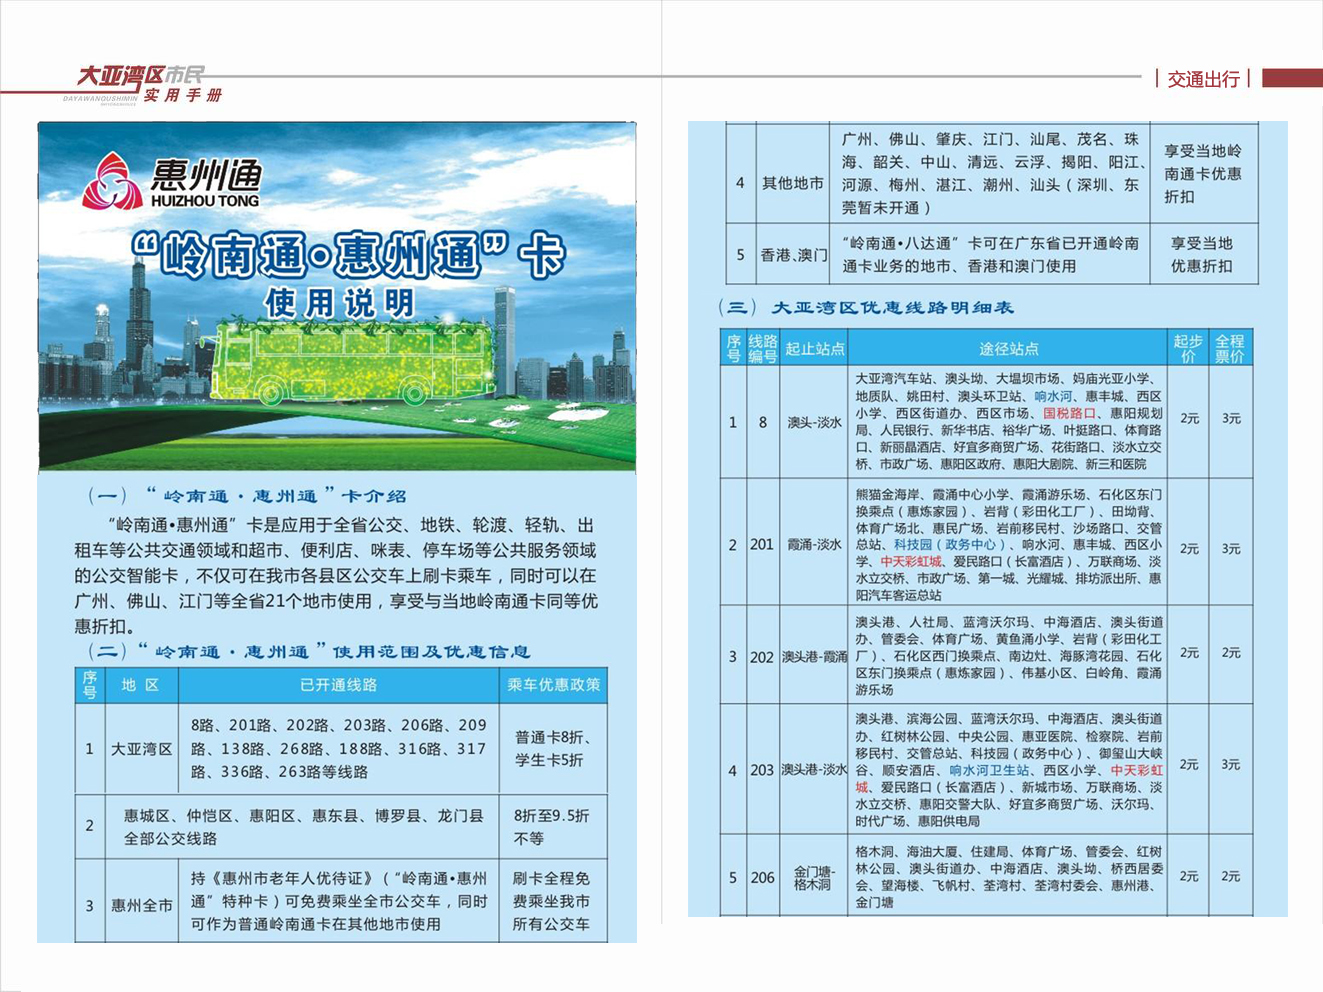 大亚湾区市民
DAYAWANQUSHIMIN
实用手册
交通出行
惠州通
HUIZHOU TONG
“岭南通•惠州通”卡
使用说明
（一）“岭南通·惠州通”卡介绍
“岭南通•惠州通”卡是应用于全省公交、地铁、轮渡、轻轨、出
租车等公共交通领域和超市、便利店、咪表、停车场等公共服务领域
的公交智能卡，不仅可在我市各县区公交车上刷卡乘车，同时可以在
广州、佛山、江门等全省21个地市使用，享受与当地岭南通卡同等优
惠折扣。
（二）“岭南通·惠州通”使用范围及优惠信息
序号 地 区 已开通线路 乘车优惠政策
1 大亚湾区
8路、201路、202路、203路、206路、209
路、138路、268路、188路、316路、317
路、336路、263路等线路
普通卡8折、
学生卡5折
2
惠城区、仲恺区、惠阳区、惠东县、博罗县、龙门县
全部公交线路
8折至9.5折
不等
3 惠州全市
持《惠州市老年人优待证》（“岭南通•惠州
通”特种卡）可免费乘坐全市公交车，同时
可作为普通岭南通卡在其他地市使用
刷卡全程免
费乘坐我市
所有公交车
4 其他地市
广州、佛山、肇庆、江门、汕尾、茂名、珠
海、韶关、中山、清远、云浮、揭阳、阳江、
河源、梅州、湛江、潮州、汕头（深圳、东
莞暂未开通）
享受当地岭
南通卡优惠
折扣
5 香港、澳门
“岭南通•八达通”卡可在广东省已开通岭南
通卡业务的地市、香港和澳门使用
享受当地
优惠折扣
（三）大亚湾区优惠线路明细表
序号 线路编号 起止站点 途径站点 起步价 全程票价
1 8 澳头-淡水
大亚湾汽车站、澳头坳、大塭坝市场、妈庙光亚小学、
地质队、姚田村、澳头环卫站、响水河、惠丰城、西区
小学、西区街道办、西区市场、国税路口、惠阳规划
局、人民银行、新华书店、裕华广场、叶挺路口、体育路
口、新丽晶酒店、好宜多商贸广场、花街路口、淡水立交
桥、市政广场、惠阳区政府、惠阳大剧院、新三和医院
2元 3元
2 201 霞涌-淡水
熊猫金海岸、霞涌中心小学、霞涌游乐场、石化区东门
换乘点（惠炼家园）、岩背（彩田化工厂）、田坳背、
体育广场北、惠民广场、岩前移民村、沙场路口、交管
总站、科技园（政务中心）、响水河、惠丰城、西区小
学、中天彩虹城、爱民路口（长富酒店）、万联商场、淡
水立交桥、市政广场、第一城、光耀城、排坊派出所、惠
阳汽车客运总站
2元 3元
3 202 澳头港-霞涌
澳头港、人社局、蓝湾沃尔玛、中海酒店、澳头街道
办、管委会、体育广场、黄鱼涌小学、岩背（彩田化工
厂）、石化区西门换乘点、南边灶、海豚湾花园、石化
区东门换乘点（惠炼家园）、伟基小区、白岭角、霞涌
游乐场
2元 2元
4 203 澳头港-淡水
澳头港、滨海公园、蓝湾沃尔玛、中海酒店、澳头街道
办、红树林公园、中央公园、惠亚医院、检察院、岩前
移民村、交管总站、科技园（政务中心）、御玺山大峡
谷、顺安酒店、响水河卫生站、西区小学、中天彩虹
城、爱民路口（长富酒店）、新城市场、万联商场、淡
水立交桥、惠阳交警大队、好宜多商贸广场、沃尔玛、
时代广场、惠阳供电局
2元 3元
5 206 金门塘-
格木洞
格木洞、海油大厦、住建局、体育广场、管委会、红树
林公园、澳头街道办、中海酒店、澳头坳、桥西居委
会、望海楼、飞帆村、荃湾村、荃湾村委会、惠州港、
金门塘
2元 2元